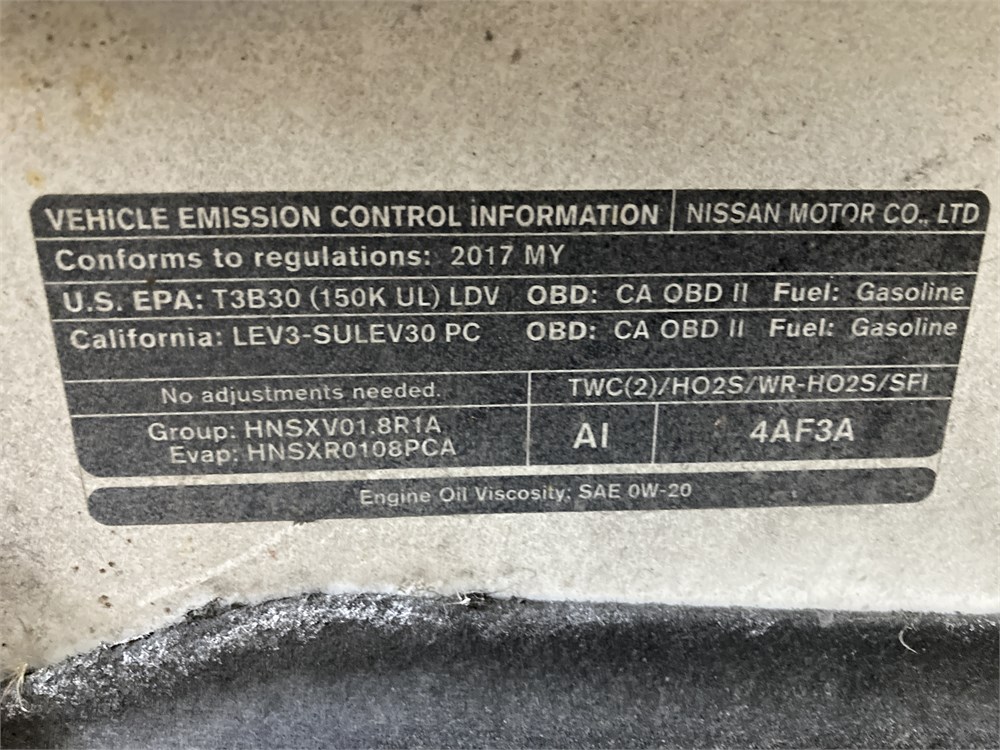 VEHICLE EMISSION CONTROL INFORMATION NISSAN MOTOR CO., LTD
Conforms to regulations: 2017 MY
U.S. EPA: T3B30 (150K UL) LDV OBD: CA OBD II Fuel: Gasoline
California: LEV3-SULEV30 PC OBD: CA OBD II Fuel: Gasoline
No adjustments needed. TWC(2)/HO2S/WR-HO2S/SFI
Group: HNSXV01.8R1A
Evap: HNSXR0108PCA
AI 4AF3A
Engine Oil Viscosity: SAE 0W-20